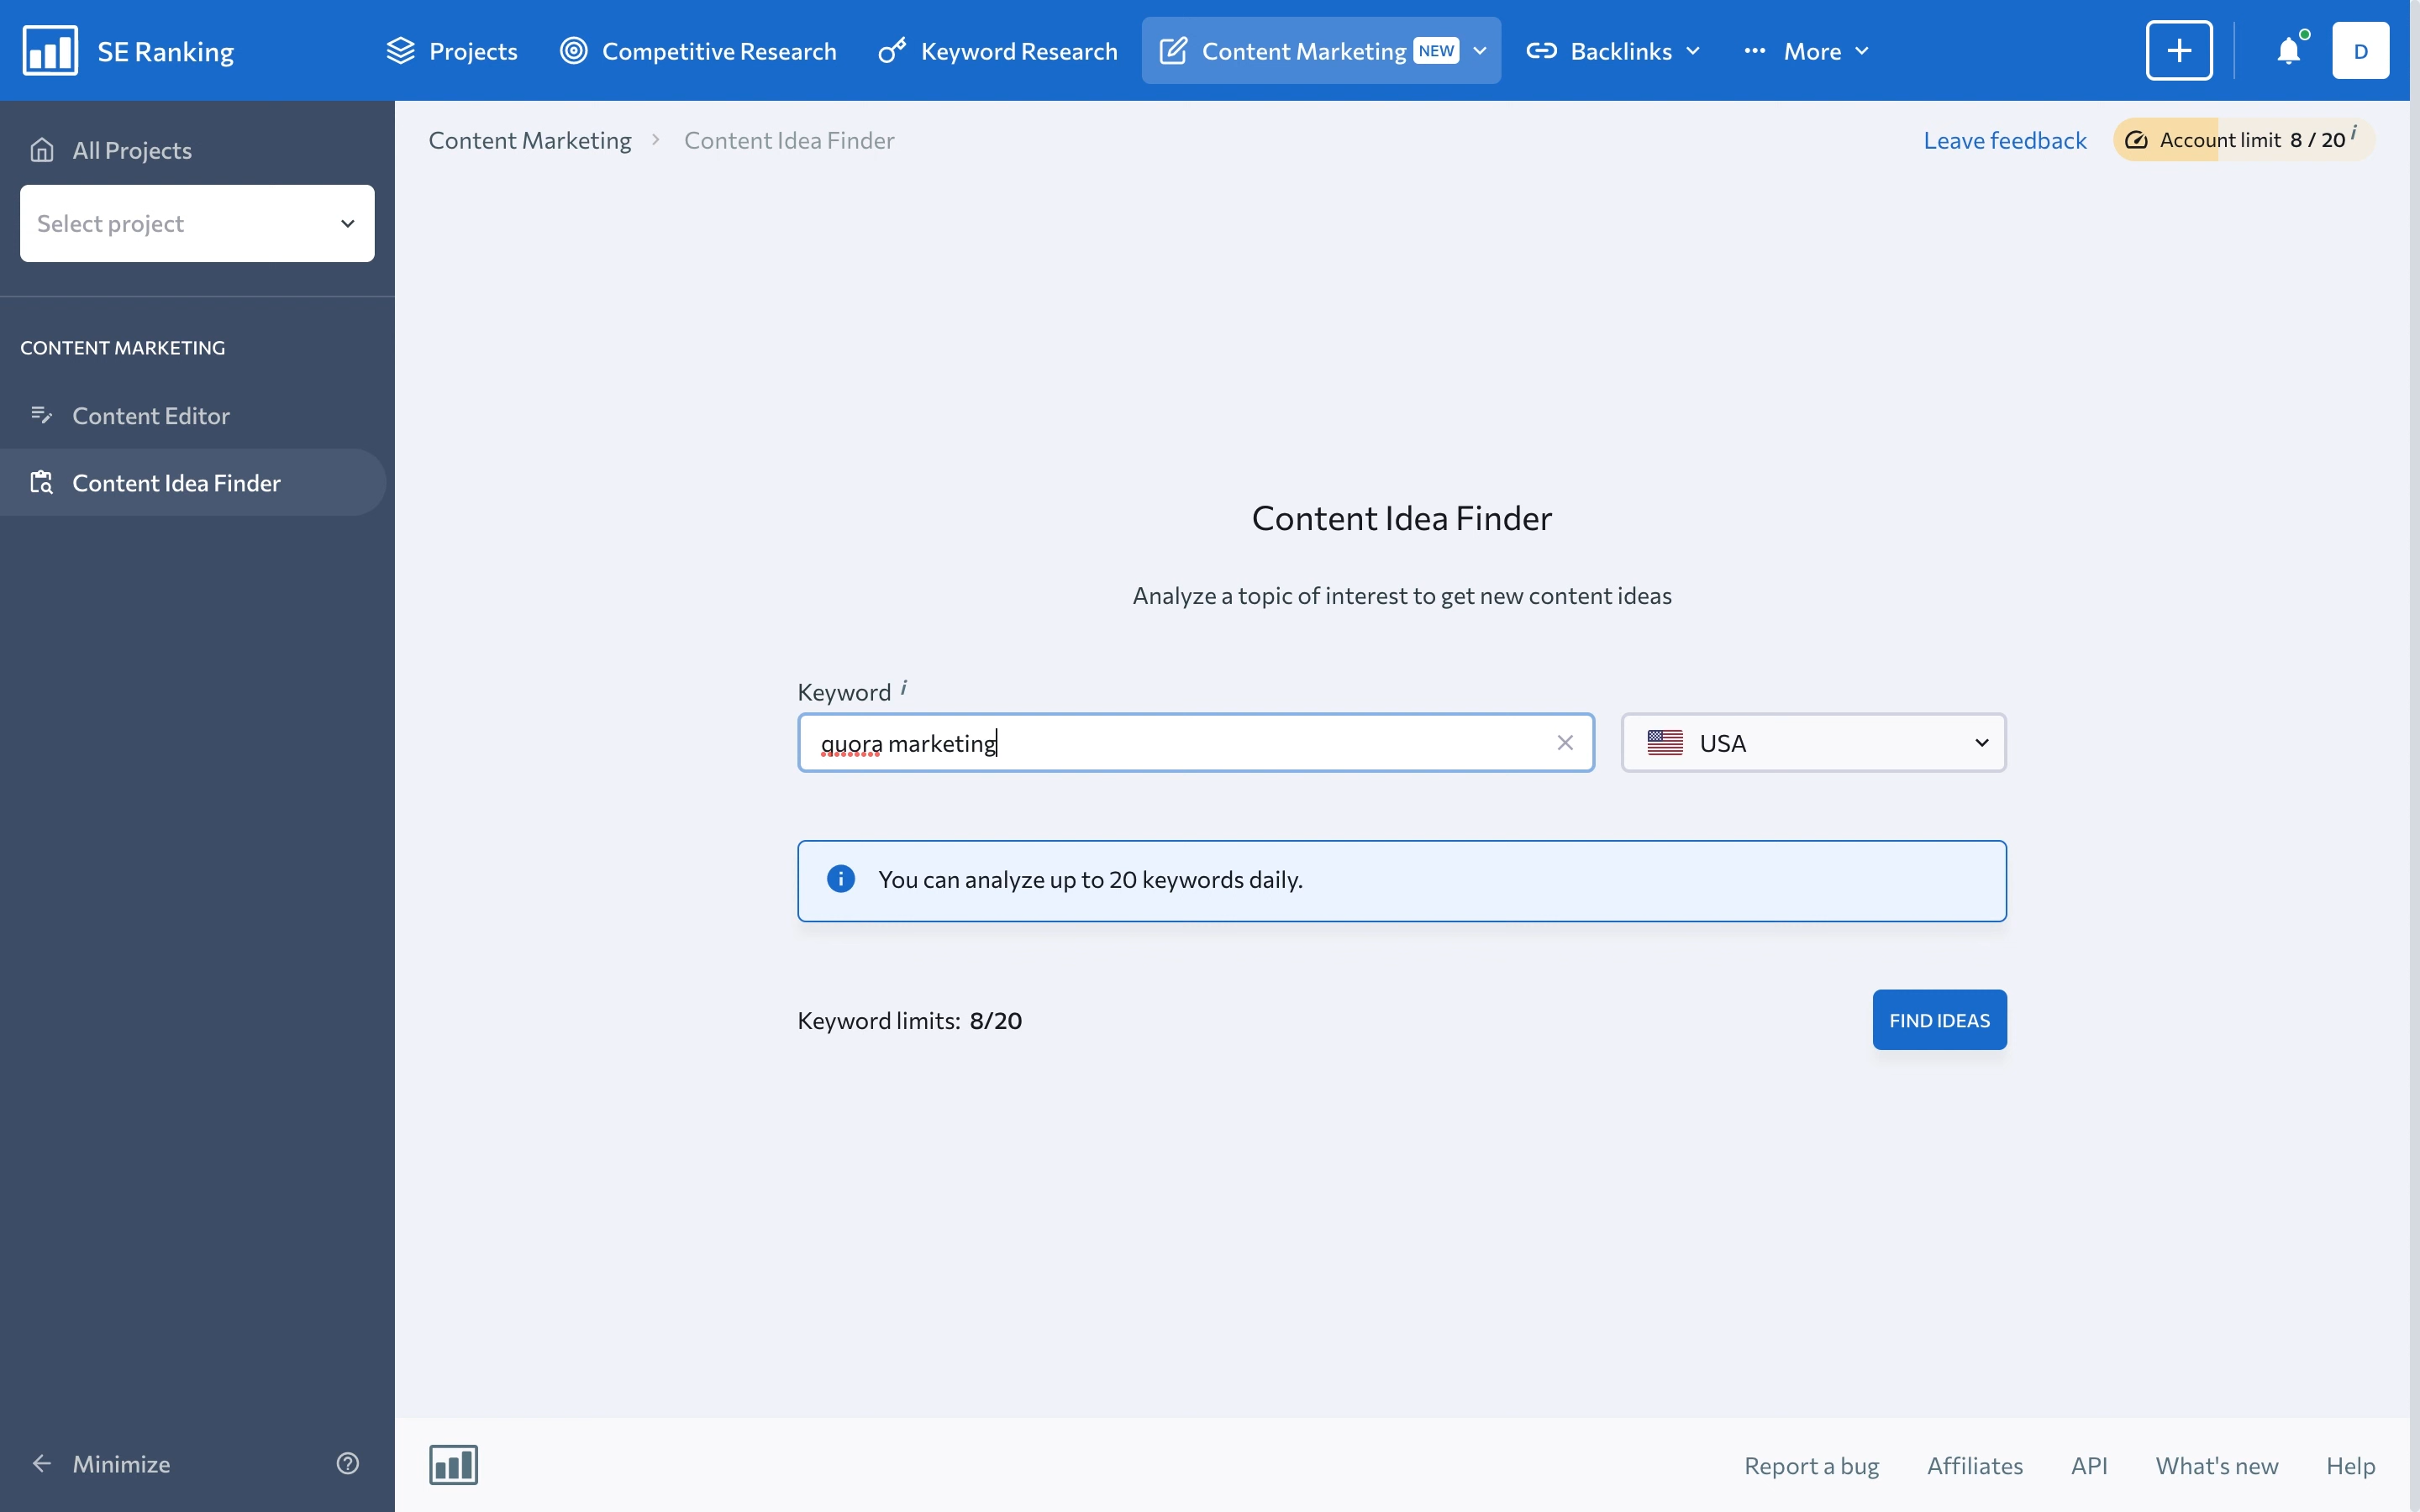 SE Ranking
Projects
Competitive Research
Keyword Research
Content Marketing NEW
Backlinks
More
D
All Projects
Select project
CONTENT MARKETING
Content Editor
Content Idea Finder
Minimize
Content Marketing > Content Idea Finder
Leave feedback
Account limit 8 / 20 i
Content Idea Finder
Analyze a topic of interest to get new content ideas
Keyword i
quora marketing
USA
You can analyze up to 20 keywords daily.
Keyword limits: 8/20
FIND IDEAS
Report a bug
Affiliates
API
What's new
Help